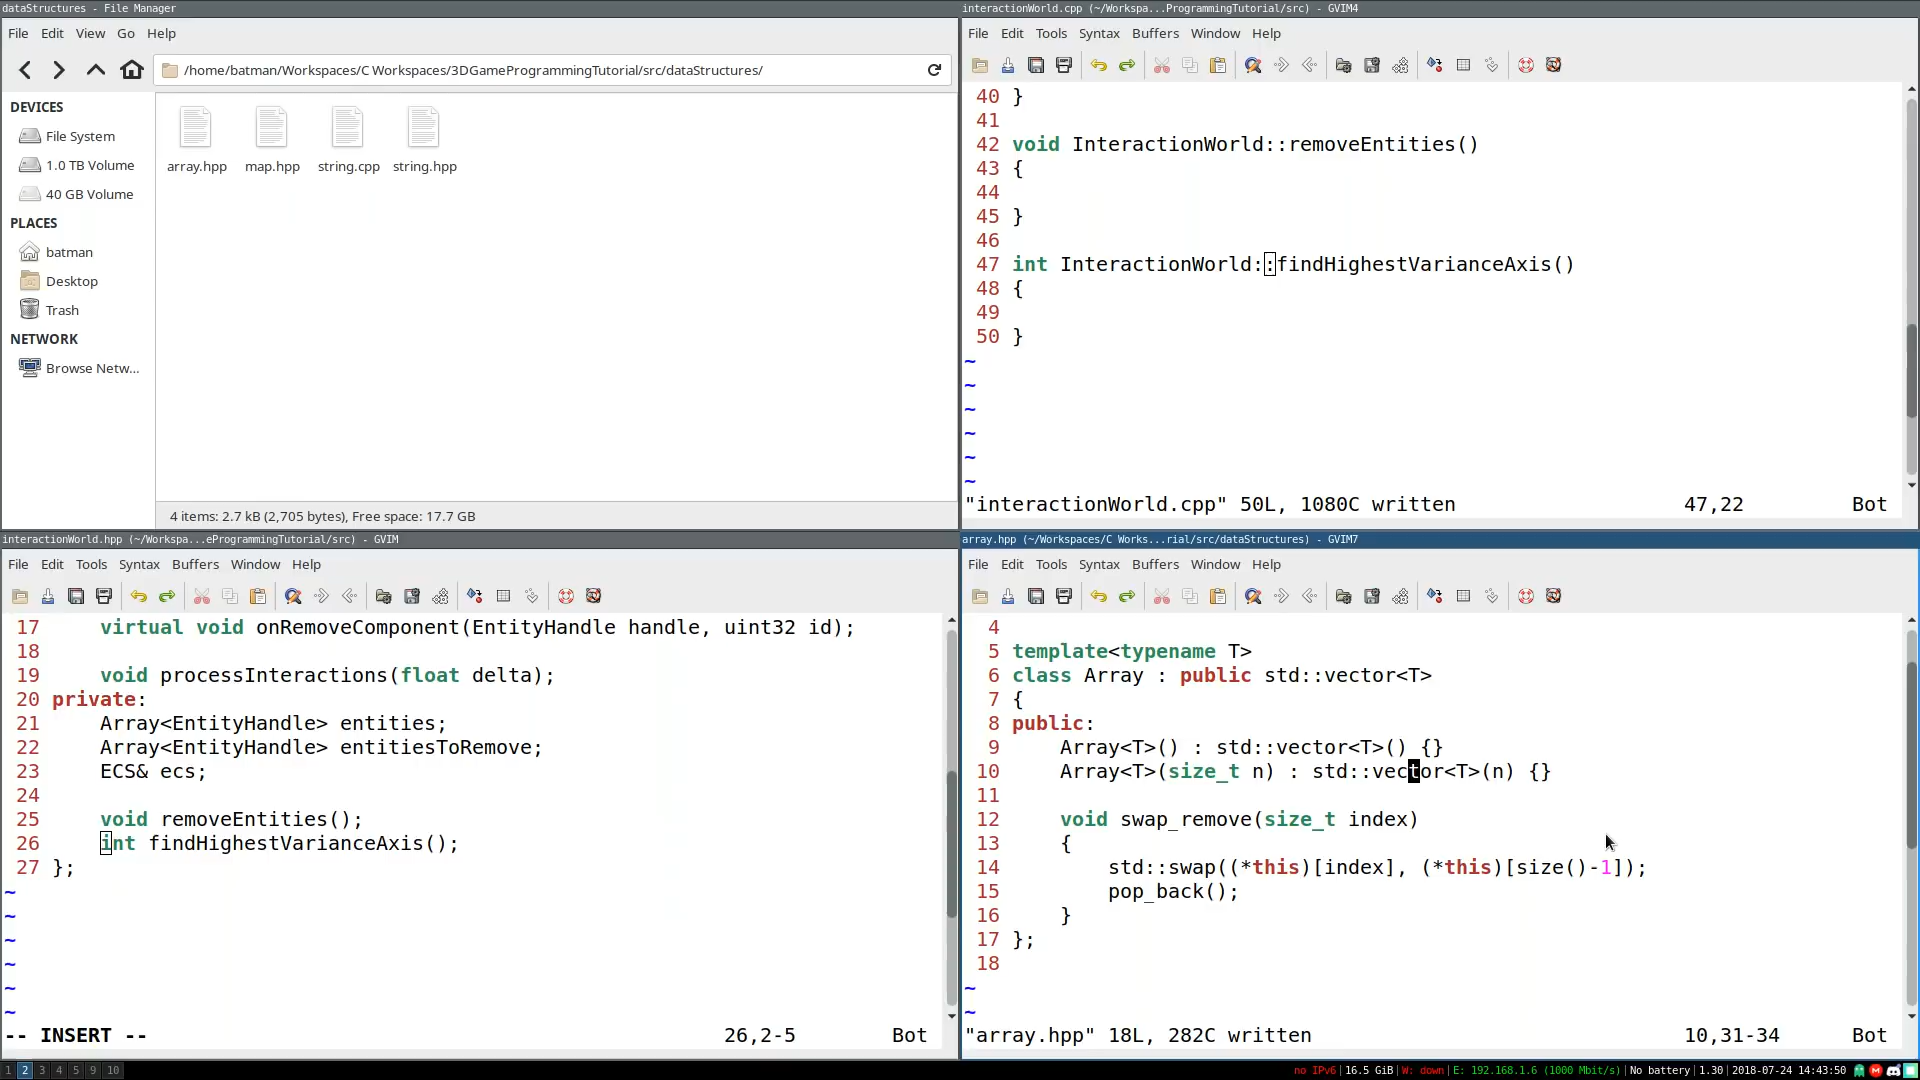 dataStructures - File Manager
File Edit View Go Help
/home/batman/Workspaces/C Workspaces/3DGameProgrammingTutorial/src/dataStructures/
DEVICES
File System
1.0 TB Volume
40 GB Volume
PLACES
batman
Desktop
Trash
NETWORK
Browse Netw...
array.hpp
map.hpp
string.cpp
string.hpp
4 items: 2.7 kB (2,705 bytes), Free space: 17.7 GB
interactionWorld.cpp (~/Workspa...ProgrammingTutorial/src) - GVIM4
File Edit Tools Syntax Buffers Window Help
40 }
41
42 void InteractionWorld::removeEntities()
43 {
44
45 }
46
47 int InteractionWorld::findHighestVarianceAxis()
48 {
49
50 }
~
~
~
~
~
~
"interactionWorld.cpp" 50L, 1080C written 47,22 Bot
interactionWorld.hpp (~/Workspa...eProgrammingTutorial/src) - GVIM
File Edit Tools Syntax Buffers Window Help
17 virtual void onRemoveComponent(EntityHandle handle, uint32 id);
18
19 void processInteractions(float delta);
20 private:
21 Array<EntityHandle> entities;
22 Array<EntityHandle> entitiesToRemove;
23 ECS& ecs;
24
25 void removeEntities();
26 int findHighestVarianceAxis();
27 };
~
~
~
~
~
~
-- INSERT -- 26,2-5 Bot
array.hpp (~/Workspaces/C Works...rial/src/dataStructures) - GVIM7
File Edit Tools Syntax Buffers Window Help
4
5 template<typename T>
6 class Array : public std::vector<T>
7 {
8 public:
9 Array<T>() : std::vector<T>() {}
10 Array<T>(size_t n) : std::vector<T>(n) {}
11
12 void swap_remove(size_t index)
13 {
14 std::swap((*this)[index], (*this)[size()-1]);
15 pop_back();
16 }
17 };
18
~
~
"array.hpp" 18L, 282C written 10,31-34 Bot
1 2 3 4 5 9 10
no IPv6|16.5 GiB|W: down|E: 192.168.1.6 (1000 Mbit/s)|No battery|1.30|2018-07-24 14:43:50